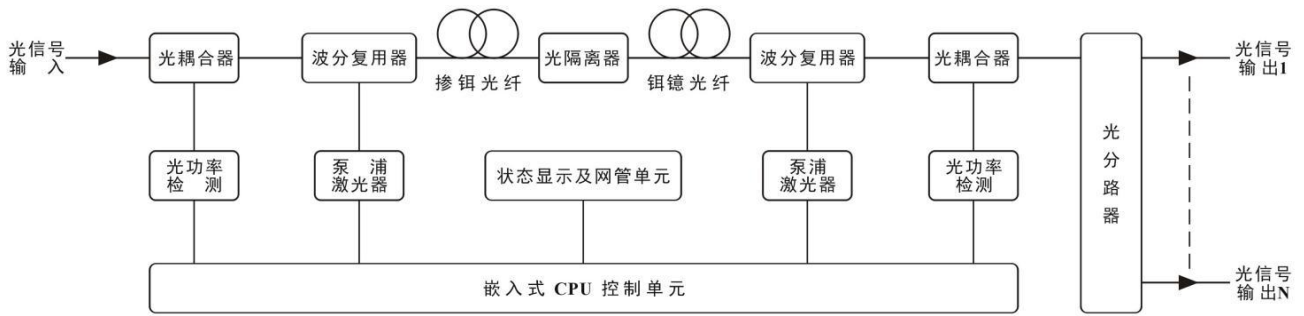 光信号
输 入
光耦合器
波分复用器
掺铒光纤
光隔离器
铒镱光纤
波分复用器
光耦合器
光信号
输出1
光功率
检 测
泵 浦
激光器
状态显示及网管单元
泵 浦
激光器
光功率
检测
光
分
路
器
嵌入式 CPU 控制单元
光信号
输出N